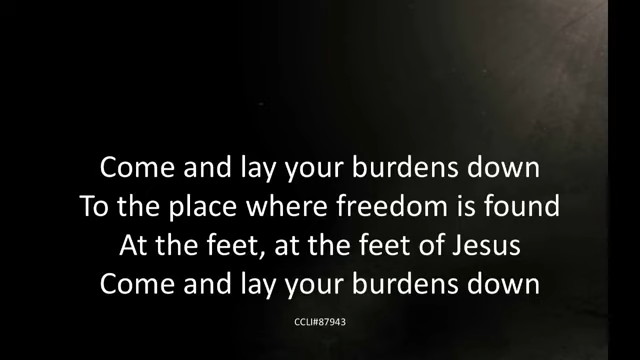 Come and lay your burdens down
To the place where freedom is found
At the feet, at the feet of Jesus
Come and lay your burdens down
CCLI#87943